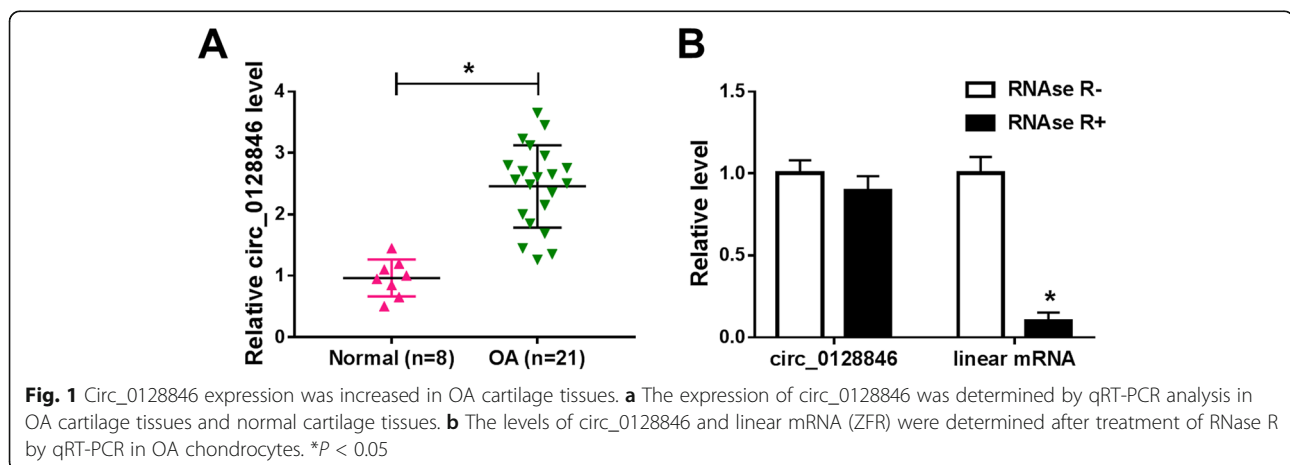 A
Relative circ_0128846 level
*
4
3
2
1
0
Normal (n=8) OA (n=21)
B
Relative level
RNAse R-
RNAse R+
1.5
1.0
0.5
0.0
*
circ_0128846 linear mRNA
Fig. 1 Circ_0128846 expression was increased in OA cartilage tissues. a The expression of circ_0128846 was determined by qRT-PCR analysis in
OA cartilage tissues and normal cartilage tissues. b The levels of circ_0128846 and linear mRNA (ZFR) were determined after treatment of RNase R
by qRT-PCR in OA chondrocytes. *P < 0.05